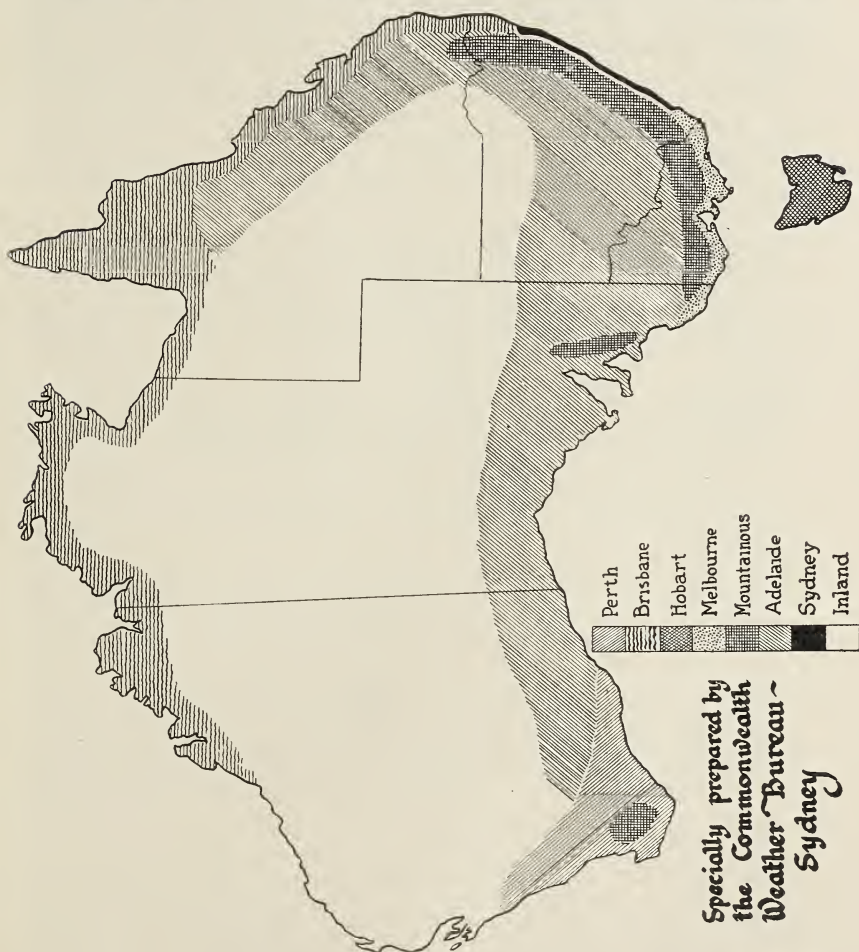 Perth
Brisbane
Hobart
Melbourne
Mountainous
Adelaide
Sydney
Inland
Specially prepared by
the Commonwealth
Weather Bureau ~
Sydney